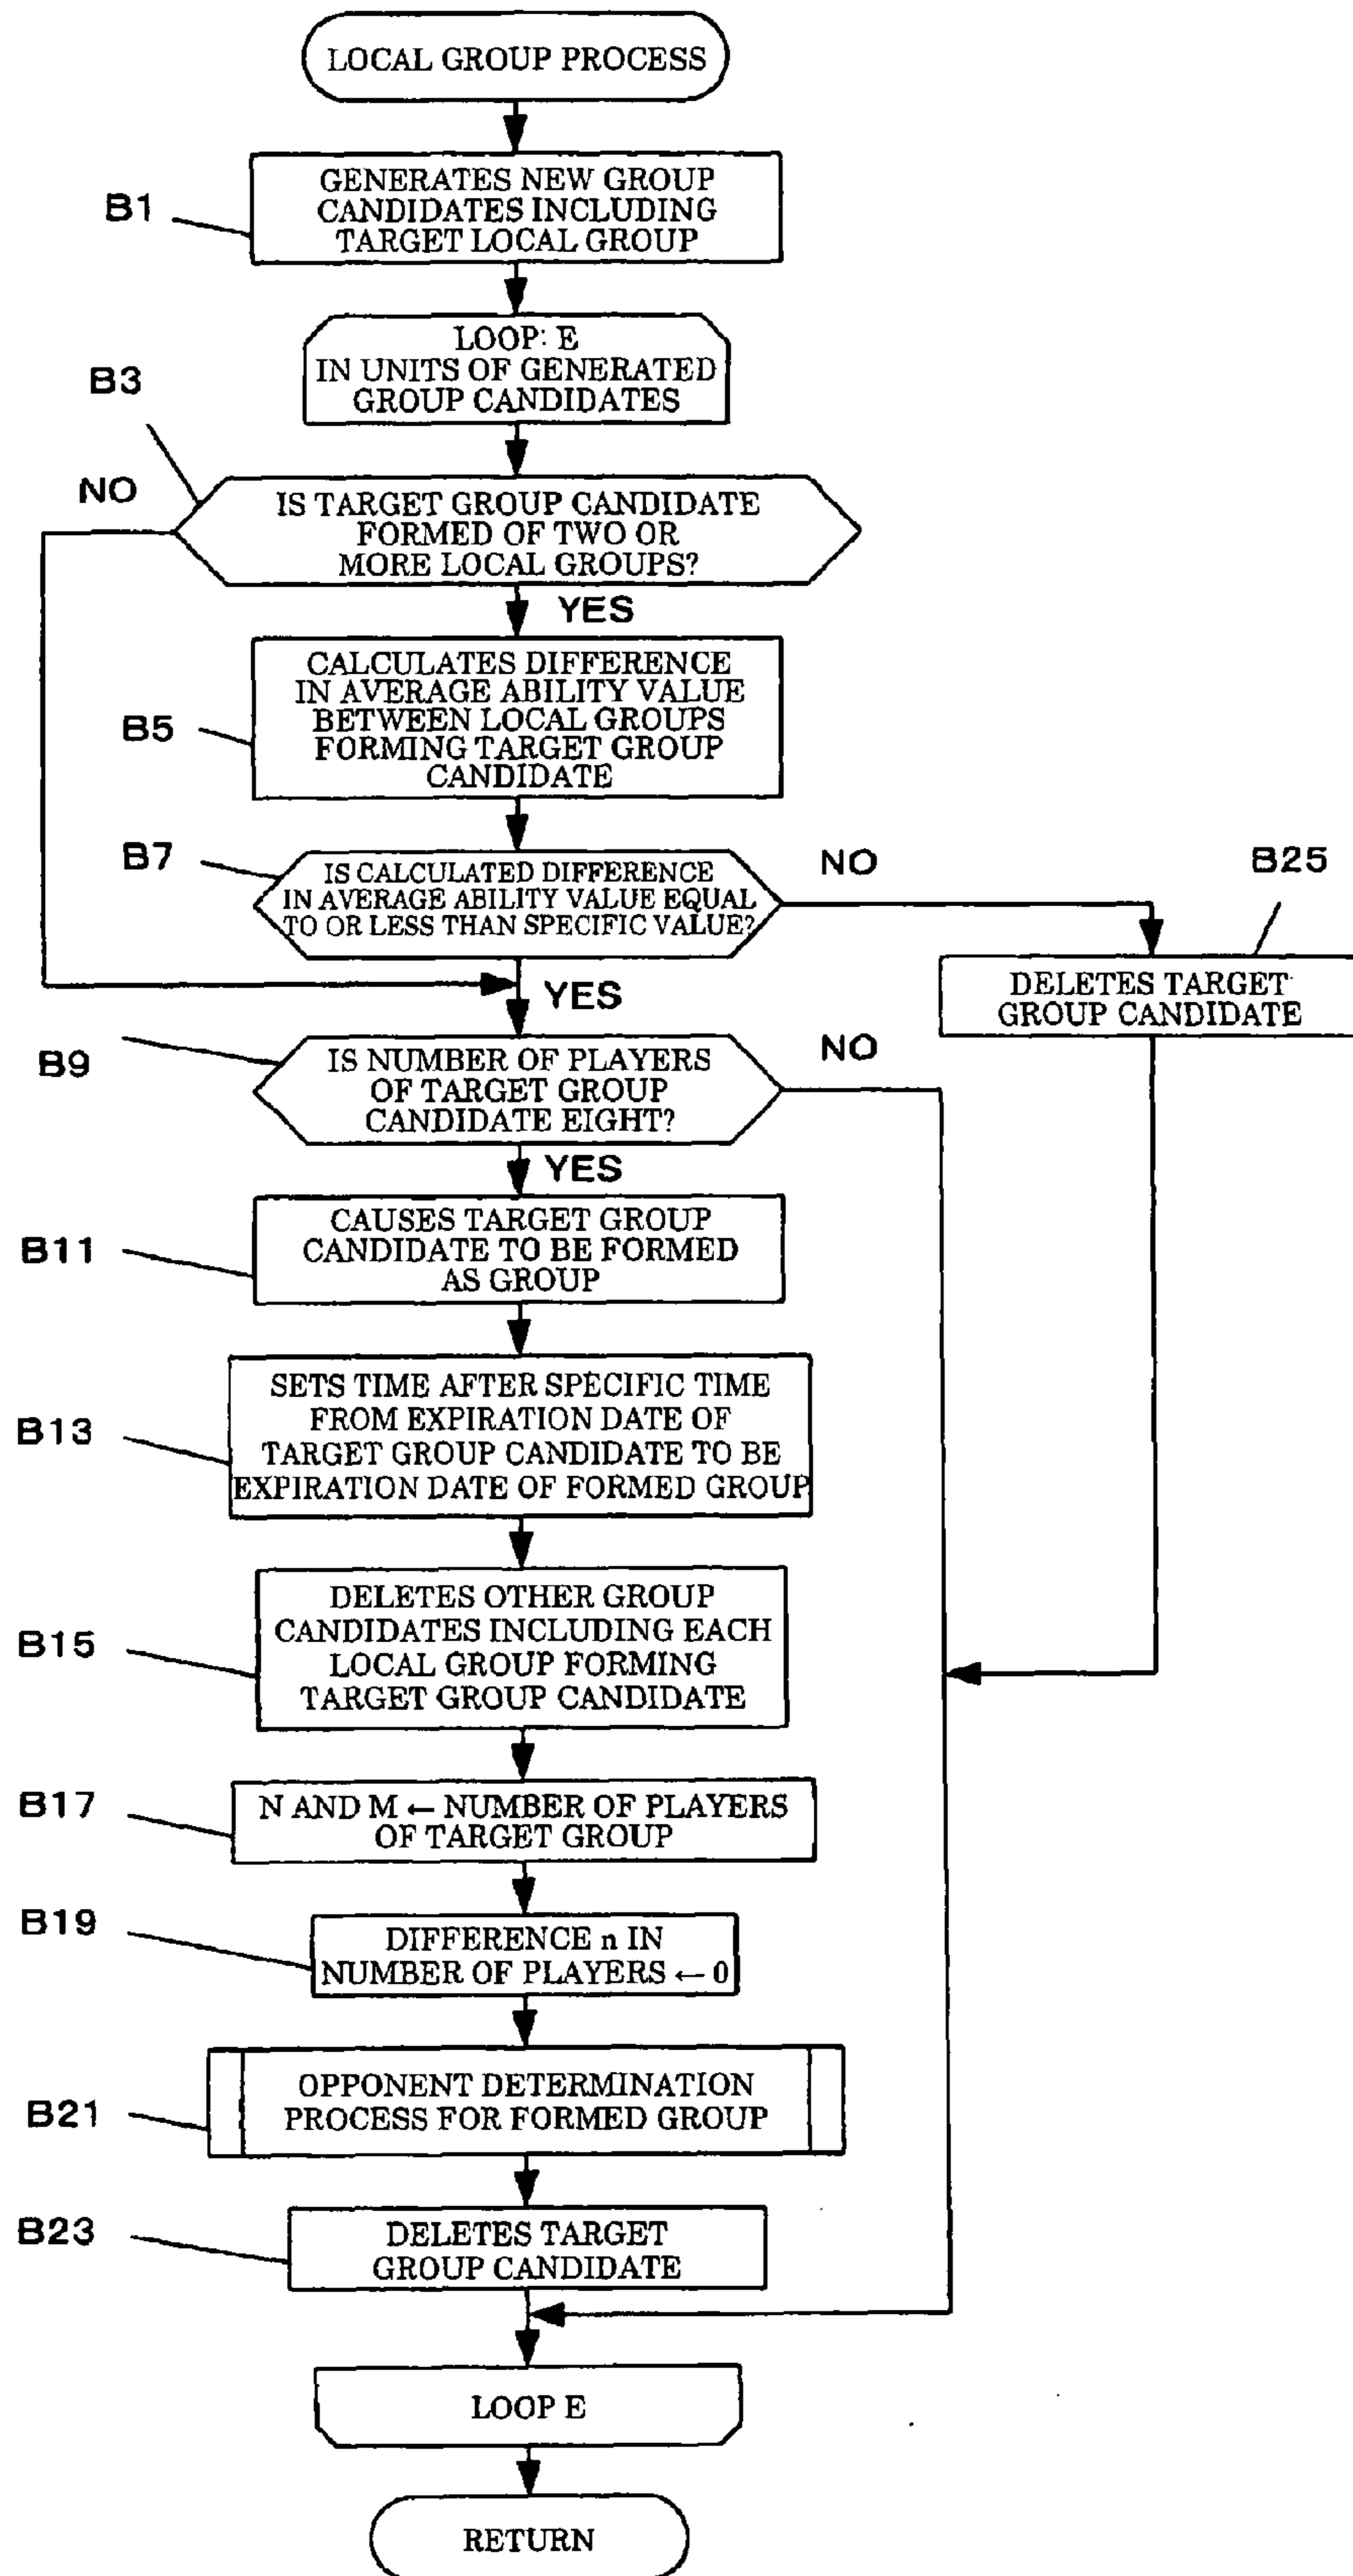 LOCAL GROUP PROCESS
B1
GENERATES NEW GROUP
CANDIDATES INCLUDING
TARGET LOCAL GROUP
LOOP: E
IN UNITS OF GENERATED
GROUP CANDIDATES
B3
NO
IS TARGET GROUP CANDIDATE
FORMED OF TWO OR
MORE LOCAL GROUPS?
YES
B5
CALCULATES DIFFERENCE
IN AVERAGE ABILITY VALUE
BETWEEN LOCAL GROUPS
FORMING TARGET GROUP
CANDIDATE
B7
IS CALCULATED DIFFERENCE
IN AVERAGE ABILITY VALUE EQUAL
TO OR LESS THAN SPECIFIC VALUE?
NO
B25
DELETES TARGET
GROUP CANDIDATE
YES
B9
IS NUMBER OF PLAYERS
OF TARGET GROUP
CANDIDATE EIGHT?
NO
YES
B11
CAUSES TARGET GROUP
CANDIDATE TO BE FORMED
AS GROUP
B13
SETS TIME AFTER SPECIFIC TIME
FROM EXPIRATION DATE OF
TARGET GROUP CANDIDATE TO BE
EXPIRATION DATE OF FORMED GROUP
B15
DELETES OTHER GROUP
CANDIDATES INCLUDING EACH
LOCAL GROUP FORMING
TARGET GROUP CANDIDATE
B17
N AND M ← NUMBER OF PLAYERS
OF TARGET GROUP
B19
DIFFERENCE n IN
NUMBER OF PLAYERS ← 0
B21
OPPONENT DETERMINATION
PROCESS FOR FORMED GROUP
B23
DELETES TARGET
GROUP CANDIDATE
LOOP E
RETURN